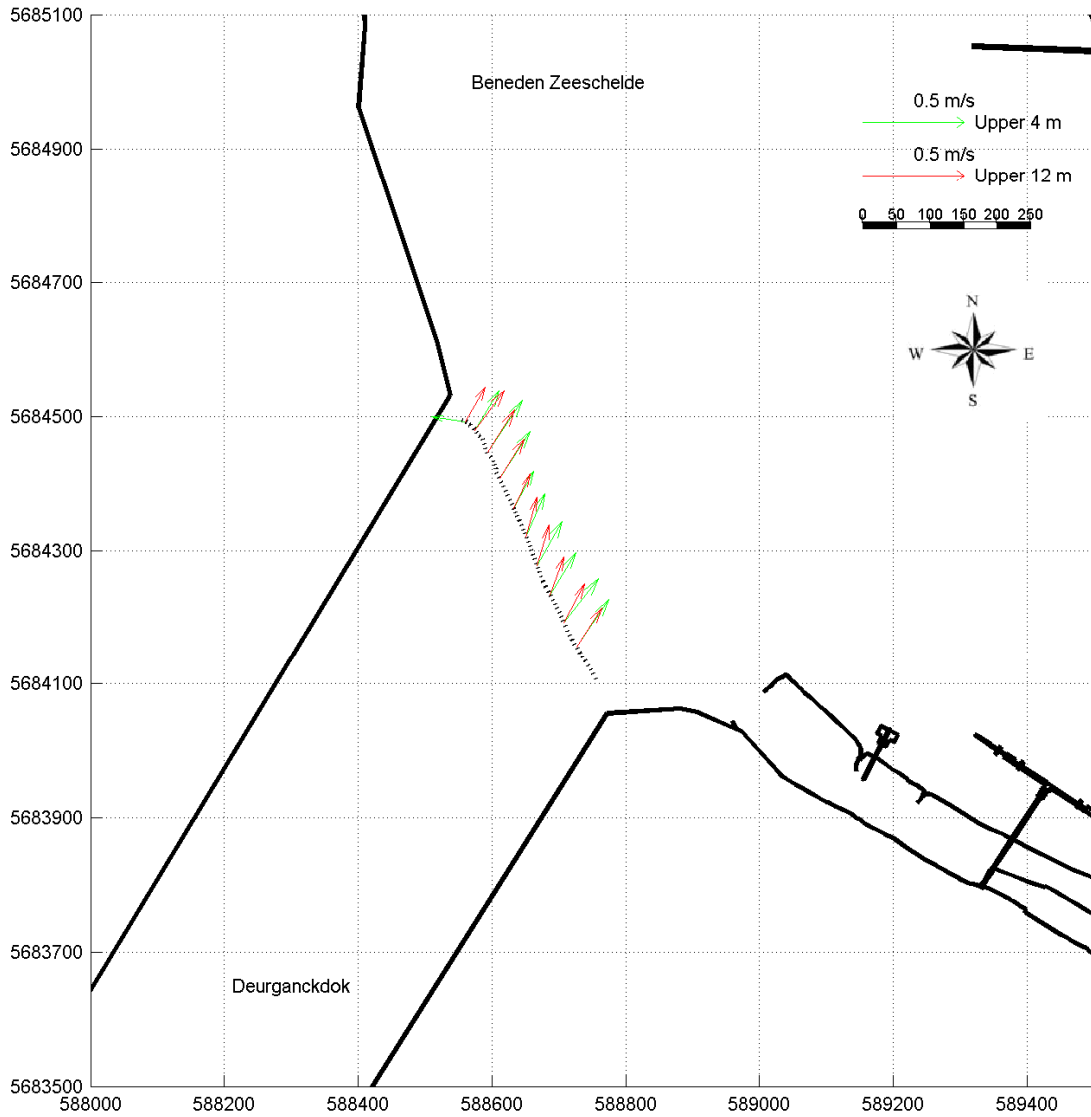 5685100
Beneden Zeeschelde
0.5 m/s
Upper 4 m
5684900
0.5 m/s
Upper 12 m
0 50 100 150 200 250
5684700
N
W E
S
5684500
5684300
5684100
5683900
5683700
Deurganckdok
5683500
588000 588200 588400 588600 588800 589000 589200 589400